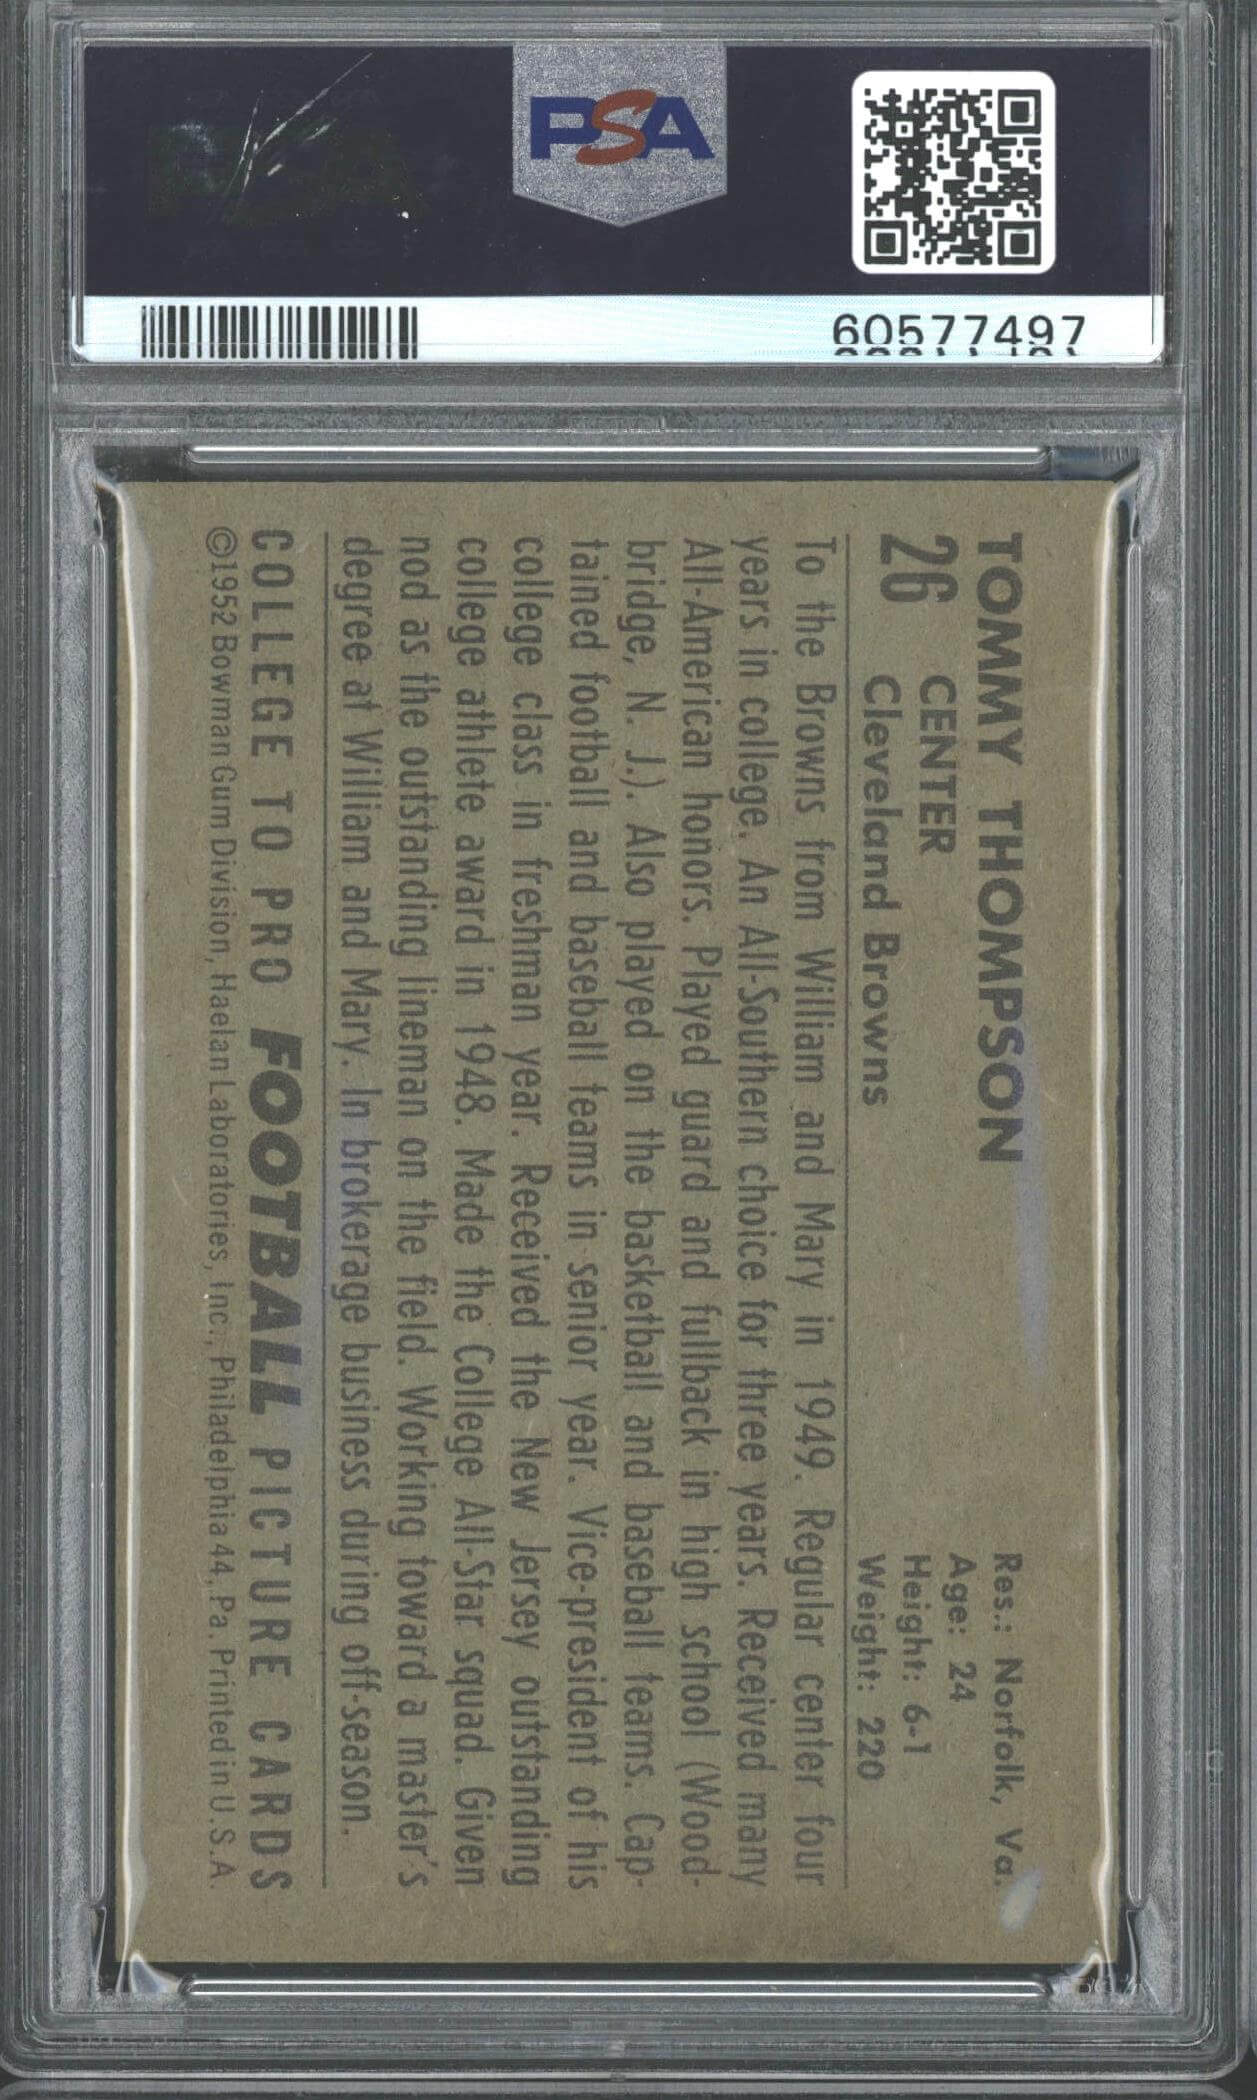 PSA
60577497
TOMMY THOMPSON
26 CENTER
Cleveland Browns
Res.: Norfolk, Va.
Age: 24
Height: 6-1
Weight: 220
To the Browns from William and Mary in 1949. Regular center four
years in college. An All-Southern choice for three years. Received many
All-American honors. Played guard and fullback in high school (Wood-
bridge, N. J.). Also played on the basketball and baseball teams. Cap-
tained football and baseball teams in senior year. Vice-president of his
college class in freshman year. Received the New Jersey outstanding
college athlete award in 1948. Made the College All-Star squad. Given
nod as the outstanding lineman on the field. Working toward a master's
degree at William and Mary. In brokerage business during off-season.
COLLEGE TO PRO FOOTBALL PICTURE CARDS
©1952 Bowman Gum Division, Haelan Laboratories, Inc., Philadelphia 44, Pa. Printed in U.S.A.